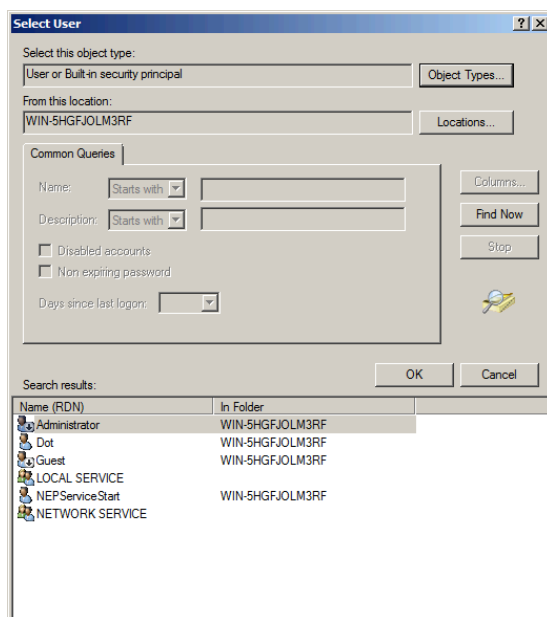 Select User
Select this object type:
User or Built-in security principal
Object Types...
From this location:
WIN-5HGFJOLM3RF
Locations...
Common Queries
Name: Starts with
Columns...
Description: Starts with
Find Now
Disabled accounts
Stop
Non expiring password
Days since last logon:
OK Cancel
Search results:
Name (RDN) In Folder
Administrator WIN-5HGFJOLM3RF
Dot WIN-5HGFJOLM3RF
Guest WIN-5HGFJOLM3RF
LOCAL SERVICE
NEPServiceStart WIN-5HGFJOLM3RF
NETWORK SERVICE